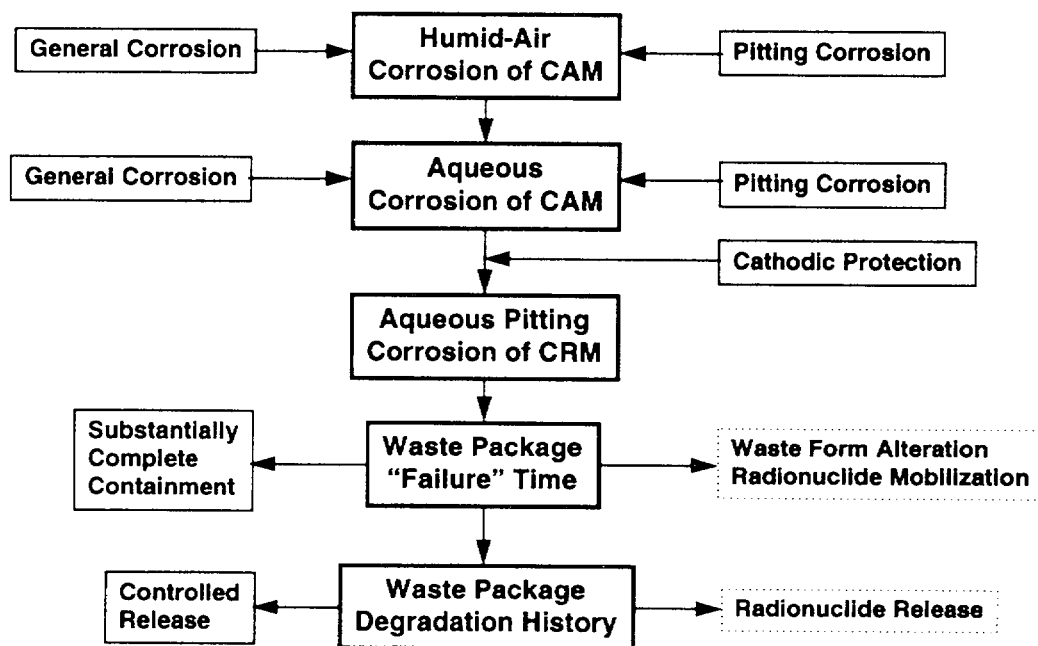 General Corrosion
Humid-Air
Corrosion of CAM
Pitting Corrosion
General Corrosion
Aqueous
Corrosion of CAM
Pitting Corrosion
Cathodic Protection
Aqueous Pitting
Corrosion of CRM
Substantially
Complete
Containment
Waste Package
“Failure” Time
Waste Form Alteration
Radionuclide Mobilization
Controlled
Release
Waste Package
Degradation History
Radionuclide Release